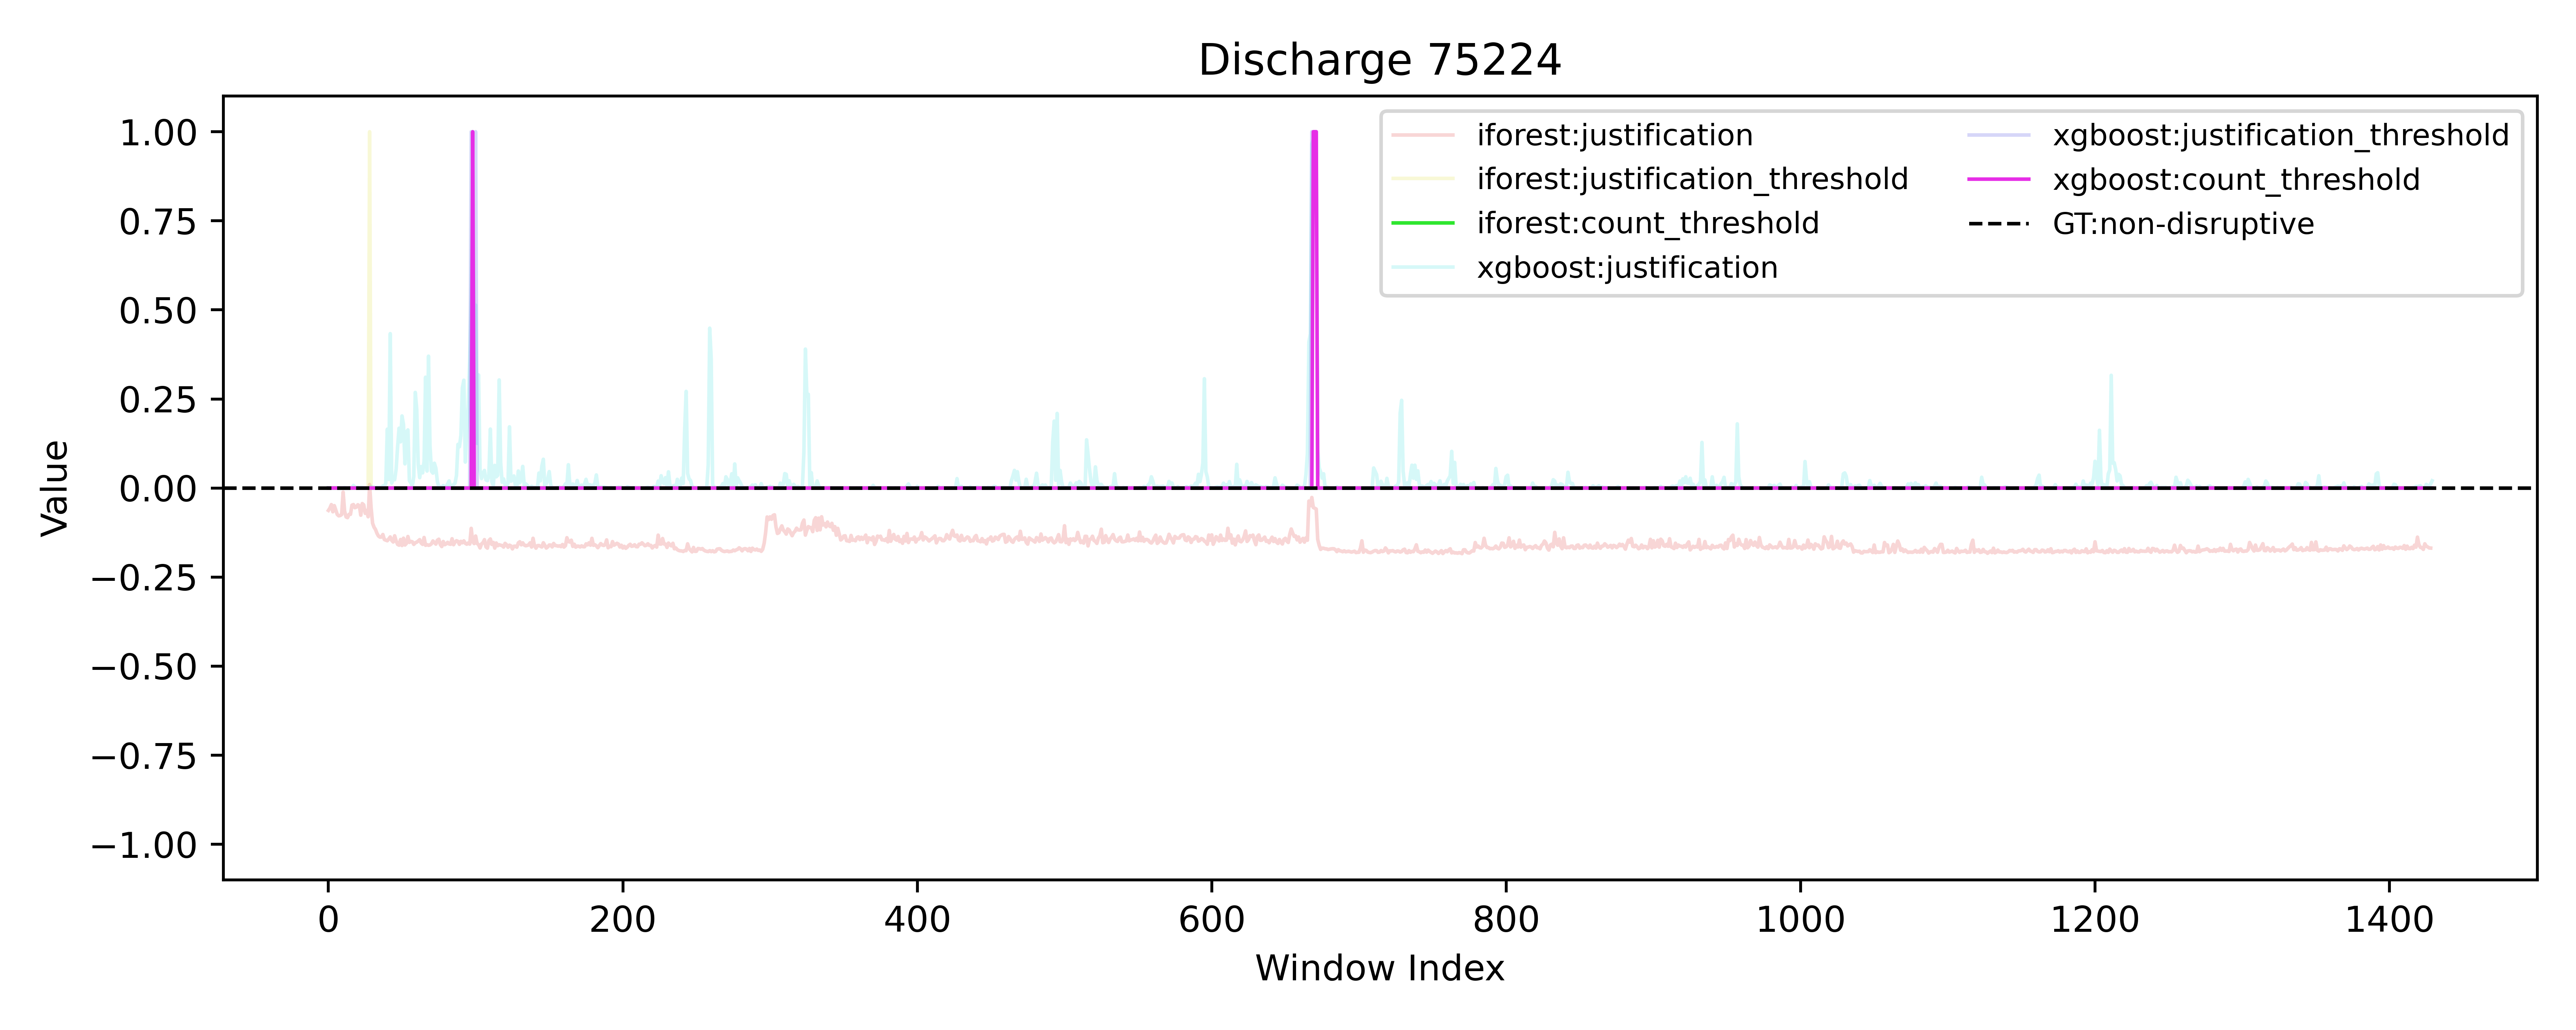 Discharge 75224
1.00
0.75
0.50
0.25
0.00
−0.25
−0.50
−0.75
−1.00
Value
iforest:justification
iforest:justification_threshold
iforest:count_threshold
xgboost:justification
xgboost:justification_threshold
xgboost:count_threshold
GT:non-disruptive
0 200 400 600 800 1000 1200 1400
Window Index